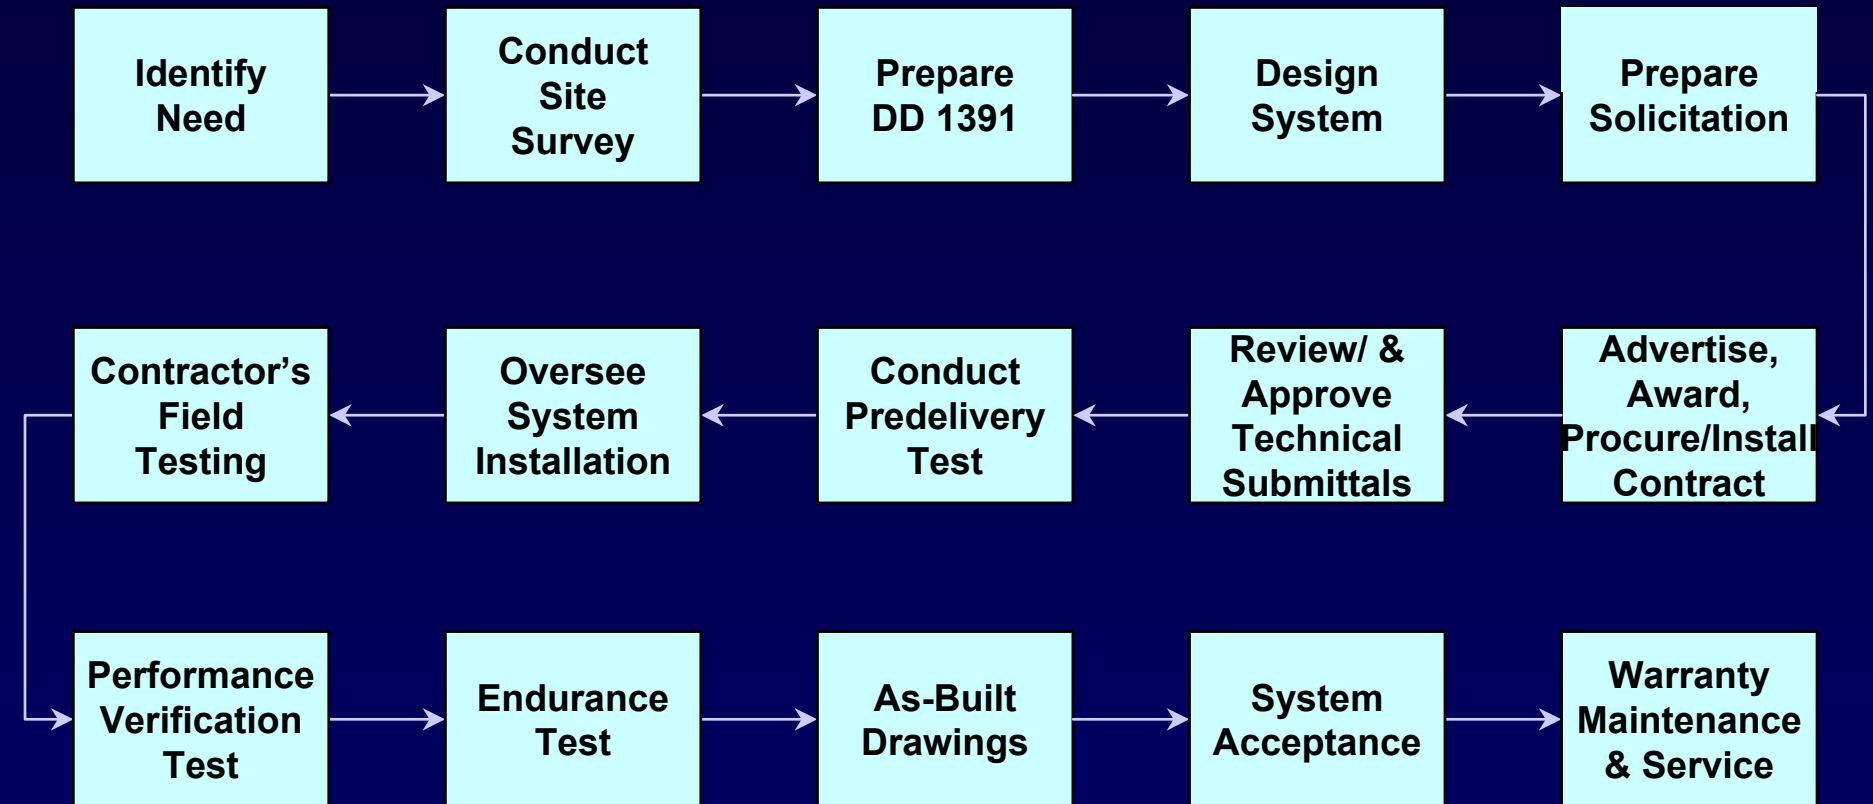 Identify
Need
Conduct
Site
Survey
Prepare
DD 1391
Design
System
Prepare
Solicitation
Advertise,
Award,
Procure/Install
Contract
Review/ &
Approve
Technical
Submittals
Conduct
Predelivery
Test
Oversee
System
Installation
Contractor’s
Field
Testing
Performance
Verification
Test
Endurance
Test
As-Built
Drawings
System
Acceptance
Warranty
Maintenance
& Service